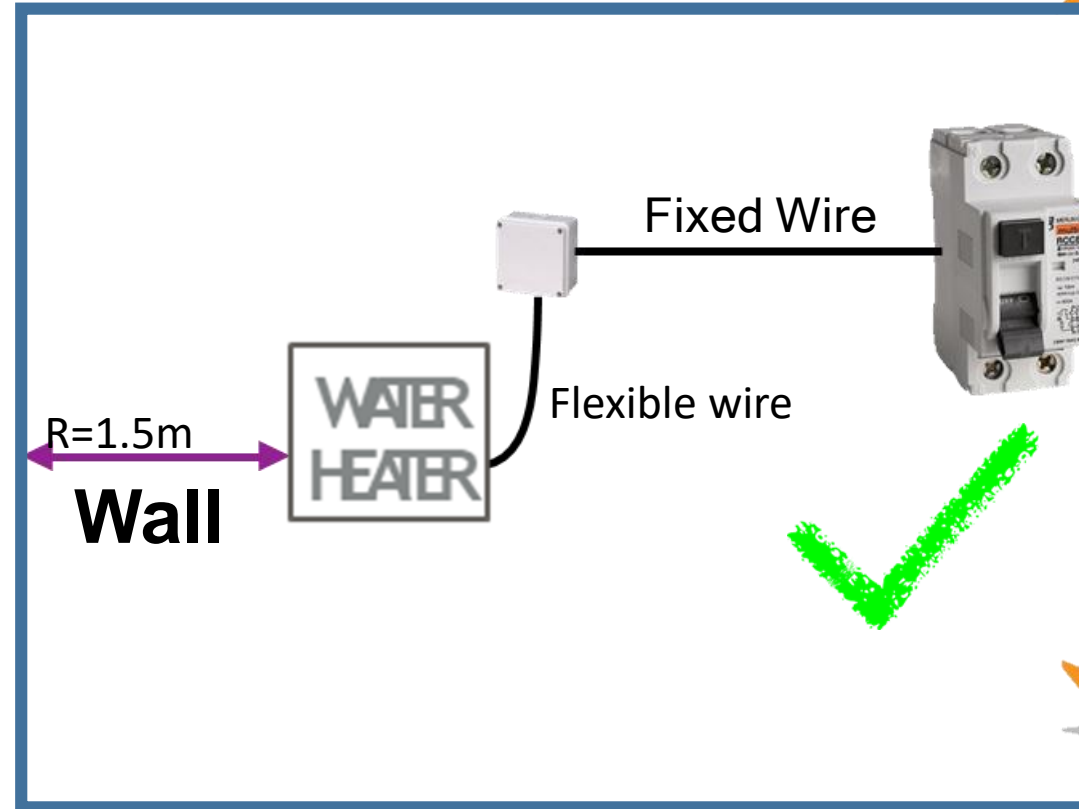 Fixed Wire
Flexible wire
WATER
HEATER
R=1.5m
Wall